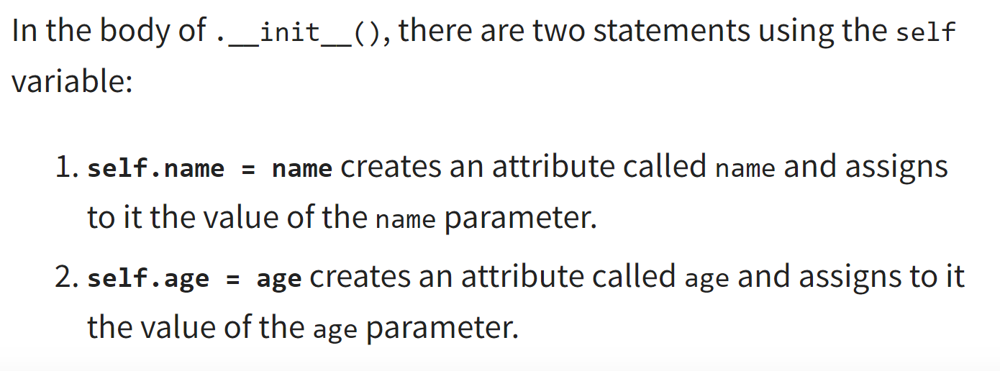 In the body of .__init__(), there are two statements using the self
variable:
1. self.name = name creates an attribute called name and assigns
to it the value of the name parameter.
2. self.age = age creates an attribute called age and assigns to it
the value of the age parameter.